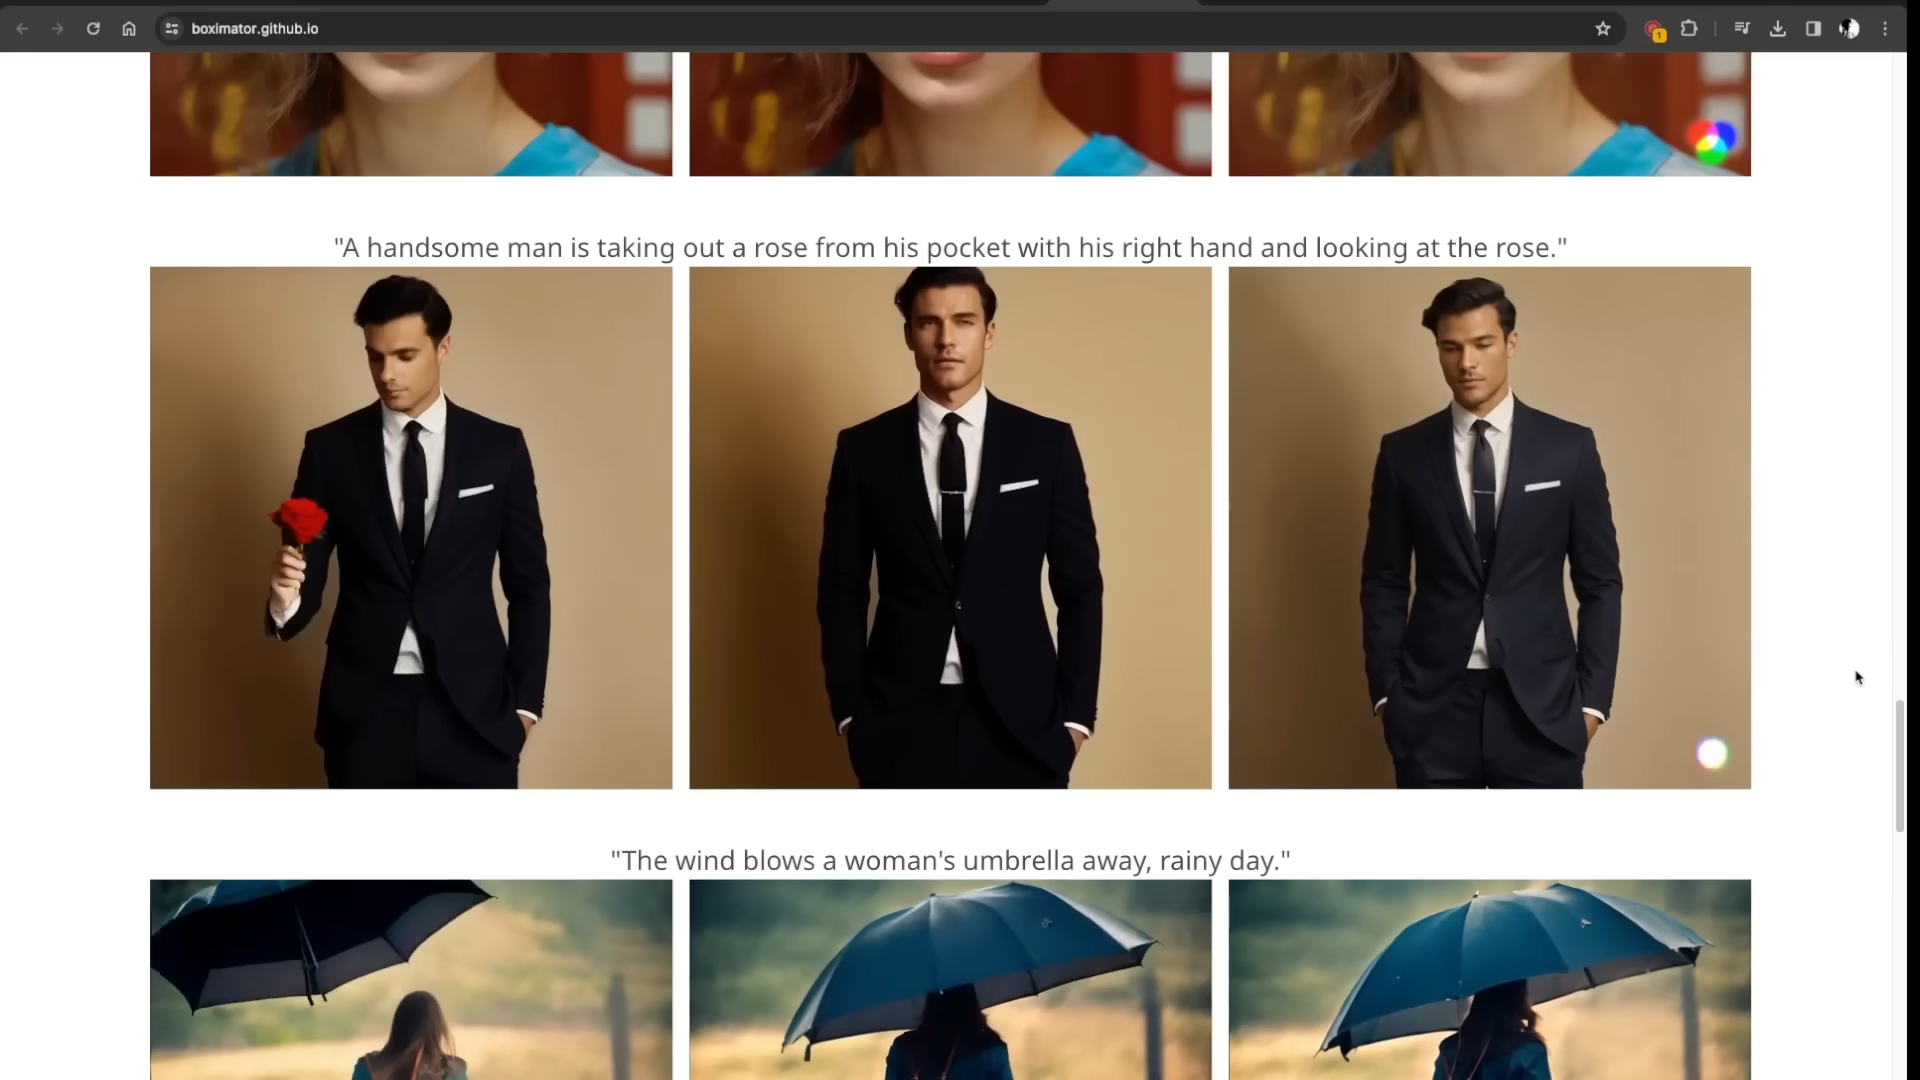 boximator.github.io
1
"A handsome man is taking out a rose from his pocket with his right hand and looking at the rose."
"The wind blows a woman's umbrella away, rainy day."